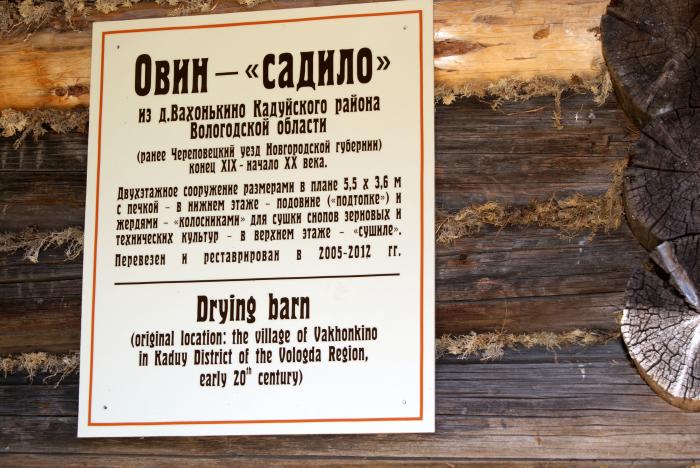 Овин – «садило»
из д.Вахонькино Кадуйского района
Вологодской области
(ранее Череповецкий уезд Новгородской губернии)
конец XIX - начало XX века.
Двухэтажное сооружение размерами в плане 5,5 х 3,6 м
с печкой - в нижнем этаже - подовине («подтопке») и
жердями - «колосниками» для сушки снопов зерновых и
технических культур - в верхнем этаже - «сушиле».
Перевезен и реставрирован в 2005-2012 гг.
Drying barn
(original location: the village of Vakhonkino
in Kaduy District of the Vologda Region,
early 20th century)